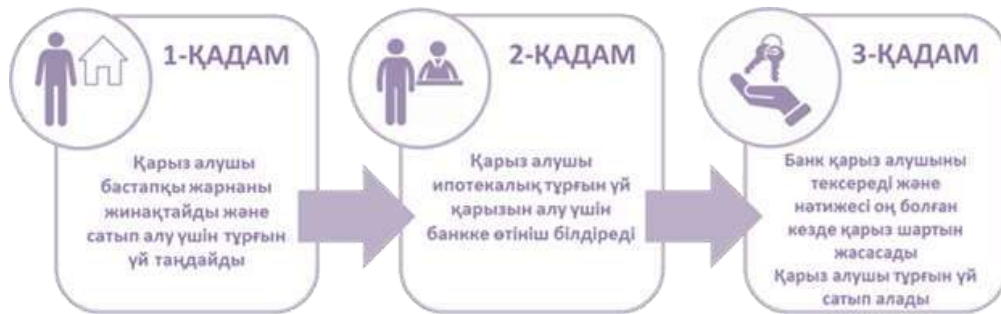 1-ҚАДАМ
Қарыз алушы
бастапқы жарнаны
жинақтайды және
сатып алу үшін тұрғын
үй таңдайды
2-ҚАДАМ
Қарыз алушы
ипотекалық тұрғын үй
қарызын алу үшін
банкке өтініш білдіреді
3-ҚАДАМ
Банк қарыз алушыны
тексереді және
нәтижесі оң болған
кезде қарыз шартын
жасасады
Қарыз алушы тұрғын үй
сатып алады